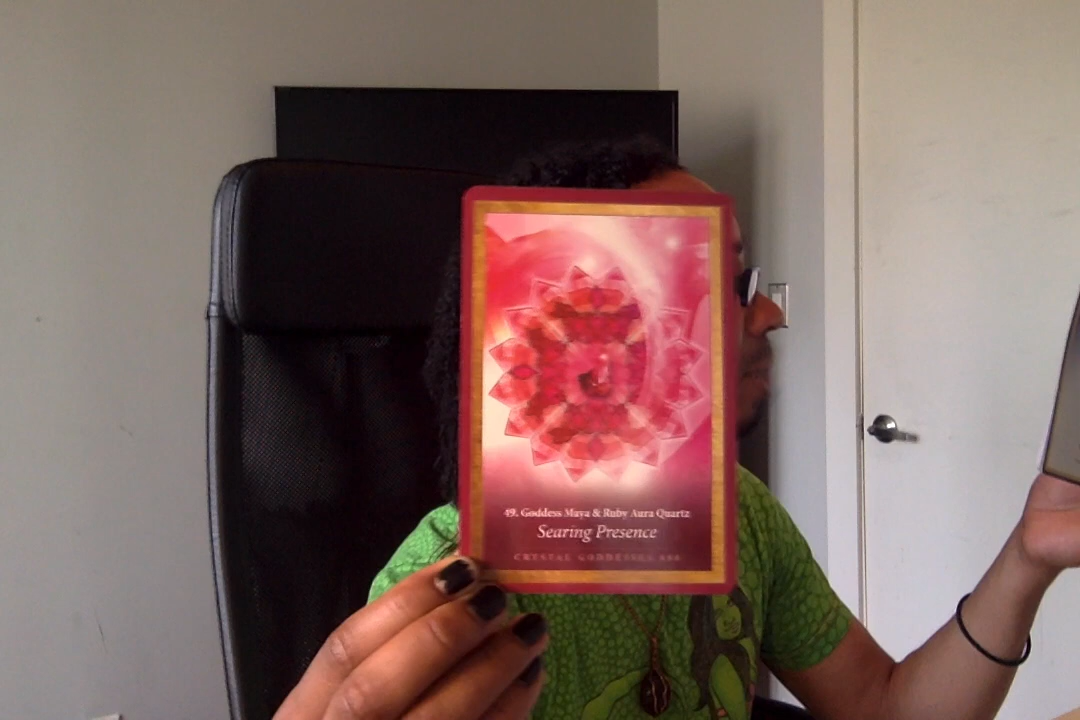 49. Goddess Maya & Ruby Aura Quartz
Searing Presence
CRYSTAL GODDESSES 888